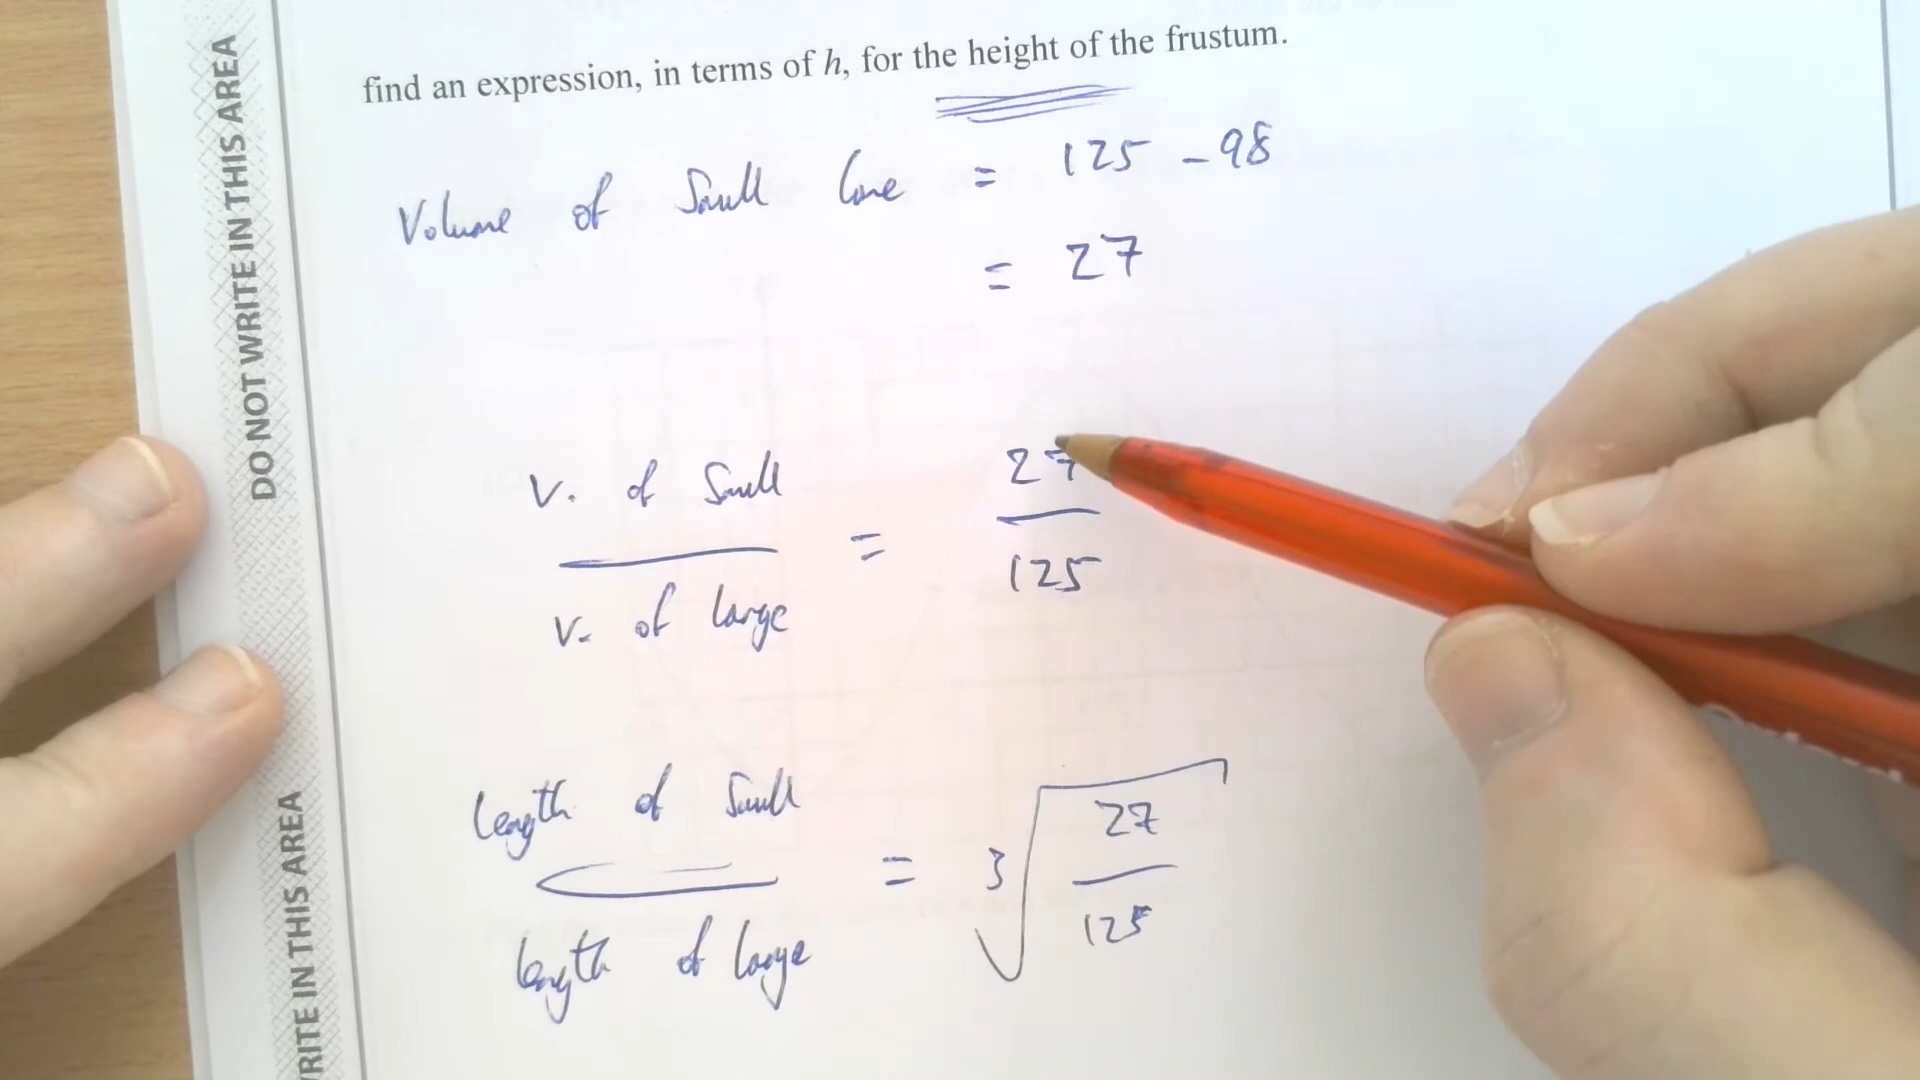 find an expression, in terms of h, for the height of the frustum.
Volume of Small Cone = 125 - 98
= 27
V. of Small = 27
V. of large 125
length of Small = 3√ 27
length of large 125
DO NOT WRITE IN THIS AREA
WRITE IN THIS AREA